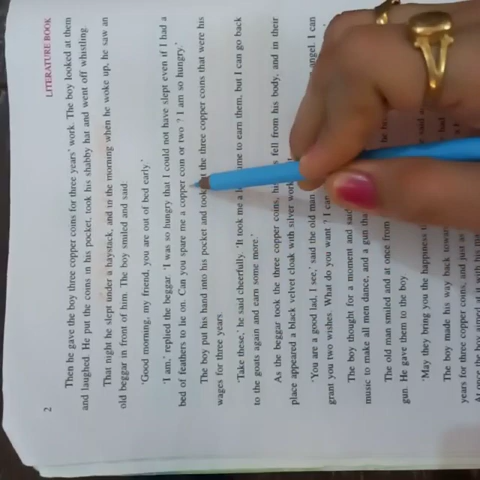 2
LITERATURE BOOK
Then he gave the boy three copper coins for three years' work. The boy looked at them
and laughed. He put the coins in his pocket, took his shabby hat and went off whistling.
That night he slept under a haystack, and in the morning when he woke up, he saw an
old beggar in front of him. The boy smiled and said
'Good morning, my friend, you are out of bed early.'
'I am,' replied the beggar. 'I was so hungry that I could not have slept even if I had a
bed of feathers to lie on. Can you spare me a copper coin or two ? I am so hungry.'
The boy put his hand into his pocket and took the three copper coins that were his
wages for three years.
'Take these,' he said cheerfully. 'It took me a time to earn them, but I can go back
to the goats again and earn some more.'
As the beggar took the three copper coins, fell from his body, and in their
place appeared a black velvet cloak with silver
'You are a good lad, I see,' said the old man angel. I can
grant you two wishes. What do you want ? I can
The boy thought for a moment and said
music to make all men dance, and a gun
The old man smiled and at once from
gun. He gave them to the boy
'May they bring you the happiness said
The boy made his way back had
years for three copper coins, and just as
At once the boy aimed at it with his